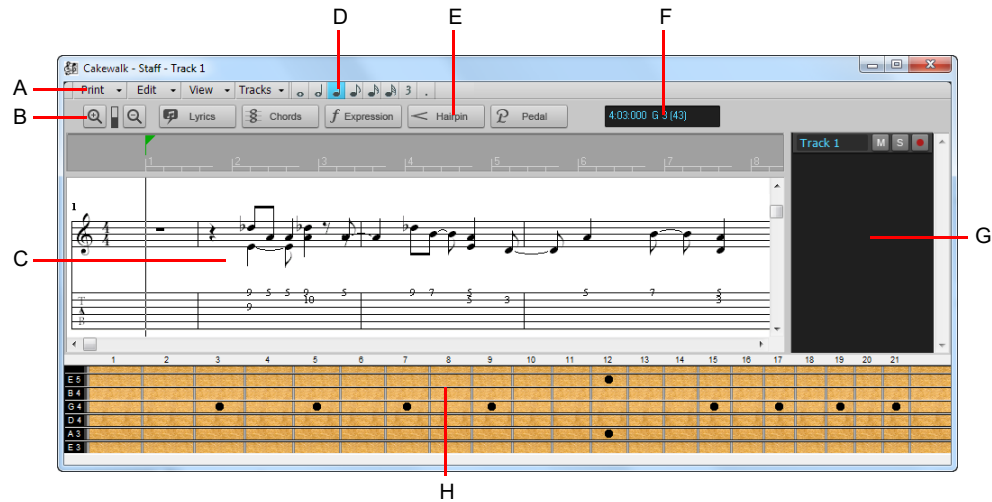 D E F
Cakewalk - Staff - Track 1
A Print Edit View Tracks 3 .
B Lyrics Chords f Expression Hairpin P Pedal 4:03:000 G 3 (43)
Track 1 M S
1 2 3 4 5 6 7 8
1
4
4
C
G
9 5 5 9 5 9 7 5 5 7 5
T 10 5 3 3
A 9
B
1 2 3 4 5 6 7 8 9 10 11 12 13 14 15 16 17 18 19 20 21
E 5
B 4
G 4
D 4
A 3
E 3
H